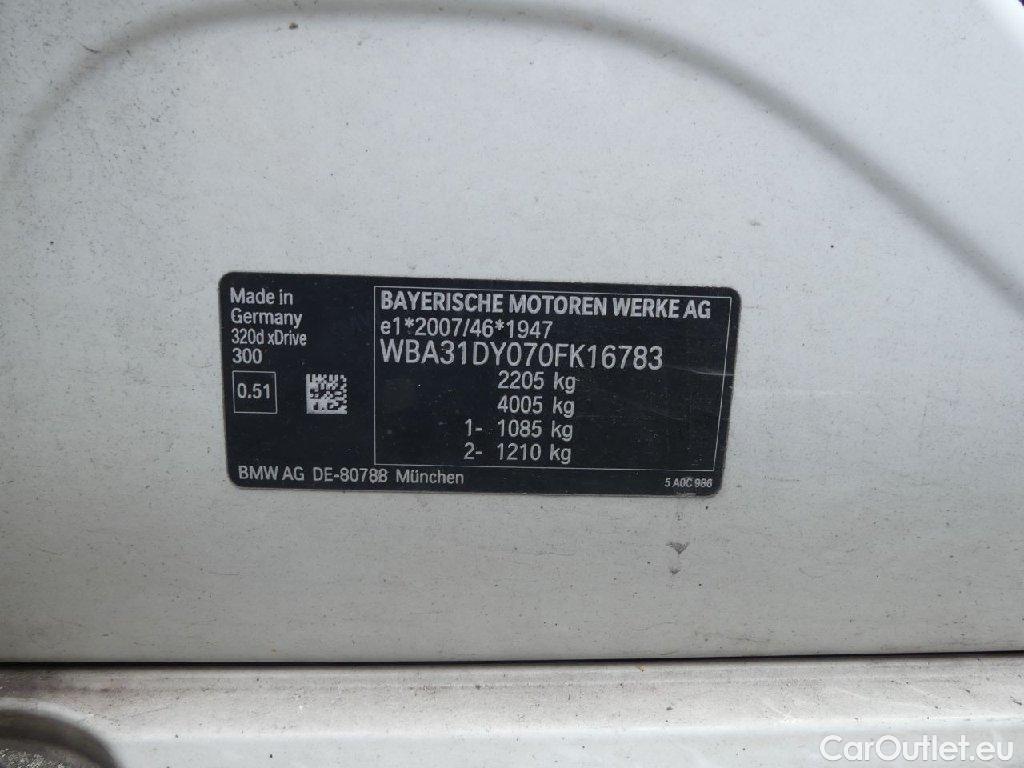 Made in
Germany
320d xDrive
300
0.51
BAYERISCHE MOTOREN WERKE AG
e1*2007/46*1947
WBA31DY070FK16783
2205 kg
4005 kg
1- 1085 kg
2- 1210 kg
BMW AG DE-80788 München
5 A0C 986
CarOutlet.eu